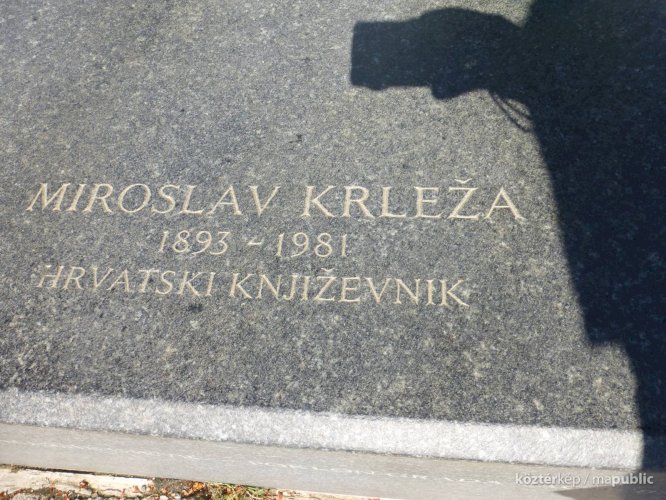 MIROSLAV KRLEŽA
1893 - 1981
HRVATSKI KNJIŽEVNIK
köztérkép / mapublic